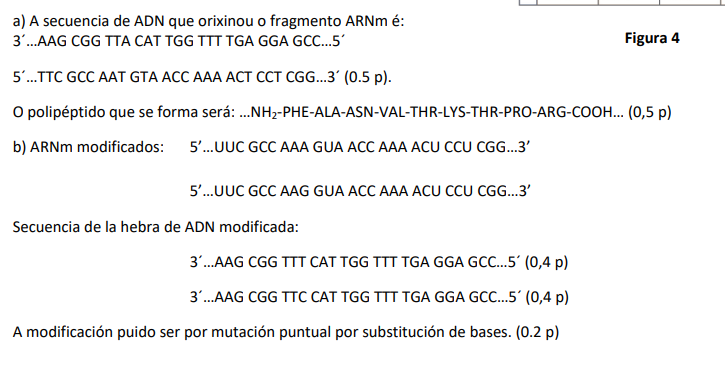 a) A secuencia de ADN que orixinou o fragmento ARNm é:
3´...AAG CGG TTA CAT TGG TTT TGA GGA GCC...5´
Figura 4
5´...TTC GCC AAT GTA ACC AAA ACT CCT CGG...3´ (0.5 p).
O polipéptido que se forma será: ...NH₂-PHE-ALA-ASN-VAL-THR-LYS-THR-PRO-ARG-COOH... (0,5 p)
b) ARNm modificados: 5’...UUC GCC AAA GUA ACC AAA ACU CCU CGG...3’
5’...UUC GCC AAG GUA ACC AAA ACU CCU CGG...3’
Secuencia de la hebra de ADN modificada:
3´...AAG CGG TTT CAT TGG TTT TGA GGA GCC...5´ (0,4 p)
3´...AAG CGG TTC CAT TGG TTT TGA GGA GCC...5´ (0,4 p)
A modificación puido ser por mutación puntual por substitución de bases. (0.2 p)